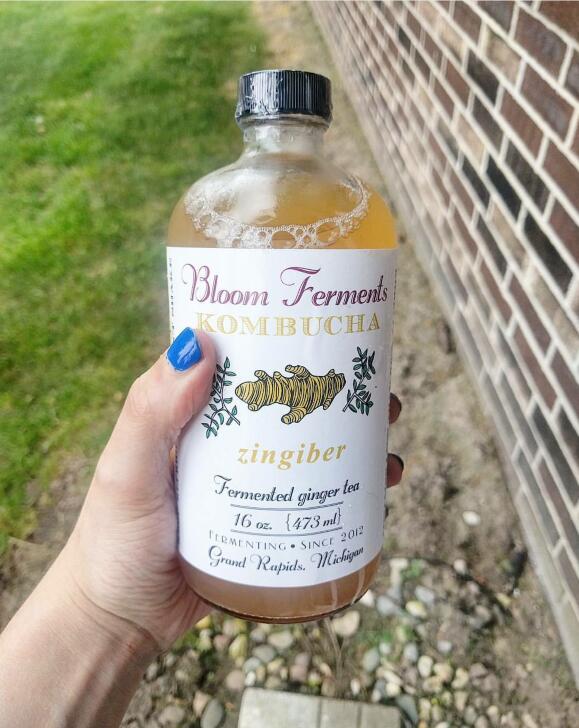 Bloom Ferments
KOMBUCHA
zingiber
Fermented ginger tea
16 oz. {473 ml}
FERMENTING • SINCE 2012
Grand Rapids, Michigan